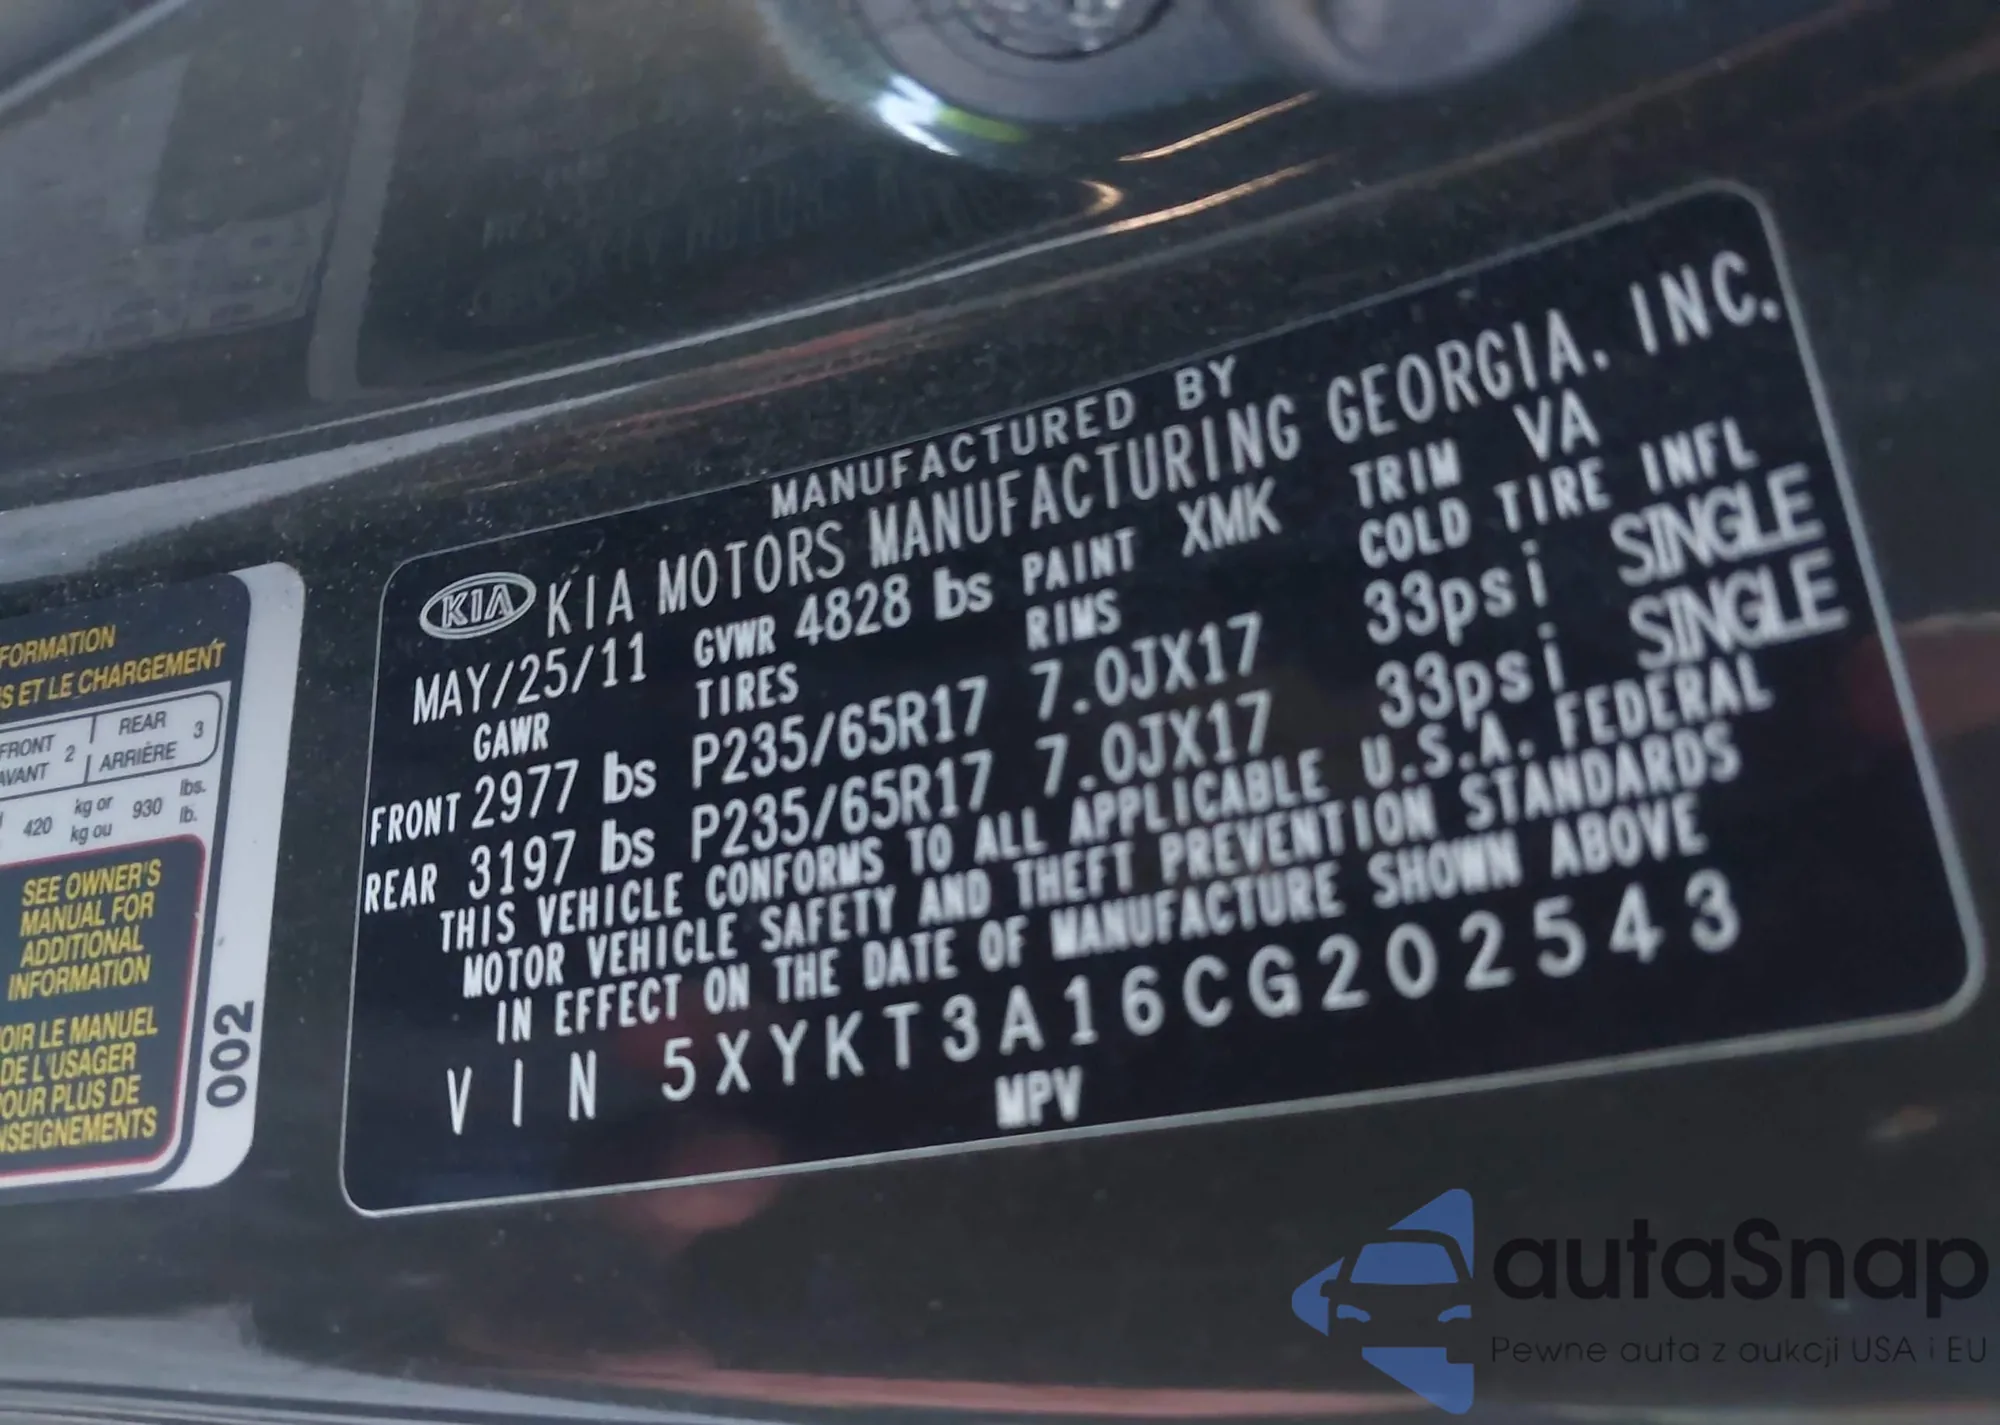 MANUFACTURED BY
KIA KIA MOTORS MANUFACTURING GEORGIA. INC.
MAY/25/11 GVWR 4828 lbs PAINT XMK TRIM VA
GAWR TIRES RIMS COLD TIRE INFL
FRONT 2977 lbs P235/65R17 7.0JX17 33psi SINGLE
REAR 3197 lbs P235/65R17 7.0JX17 33psi SINGLE
THIS VEHICLE CONFORMS TO ALL APPLICABLE U.S.A. FEDERAL
MOTOR VEHICLE SAFETY AND THEFT PREVENTION STANDARDS
IN EFFECT ON THE DATE OF MANUFACTURE SHOWN ABOVE
VIN 5XYKT3A16CG202543
MPV
FORMATION
S ET LE CHARGEMENT
FRONT 2 REAR 3
AVANT ARRIÈRE
420 kg or 930 lbs.
kg ou lb.
SEE OWNER'S
MANUAL FOR
ADDITIONAL
INFORMATION
OIR LE MANUEL
DE L'USAGER
OUR PLUS DE
NSEIGNEMENTS
002
autaSnap
Pewne auta z aukcji USA i EU